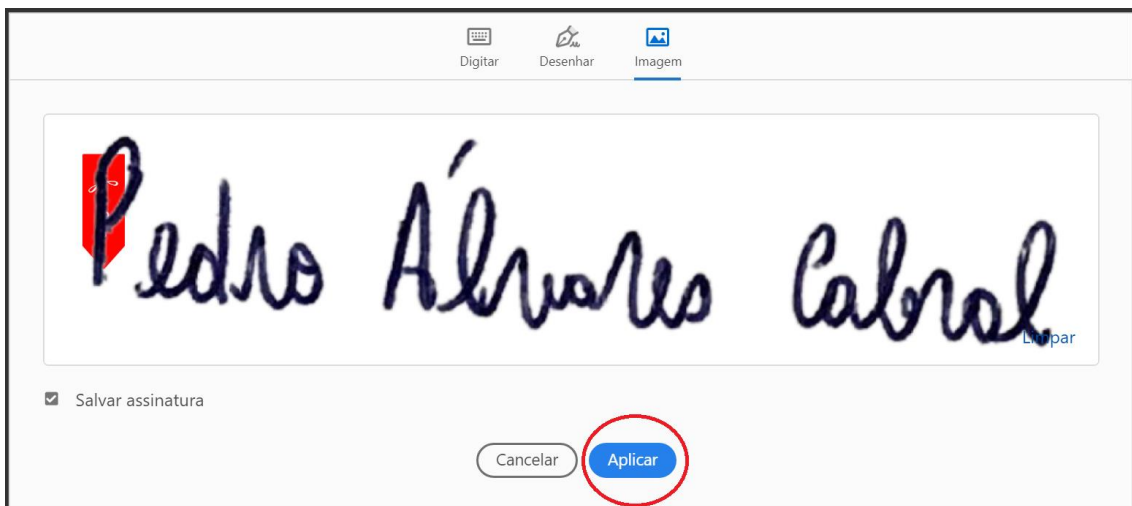 Digitar Desenhar Imagem
Pedro Álvares Cabral
Limpar
Salvar assinatura
Cancelar Aplicar